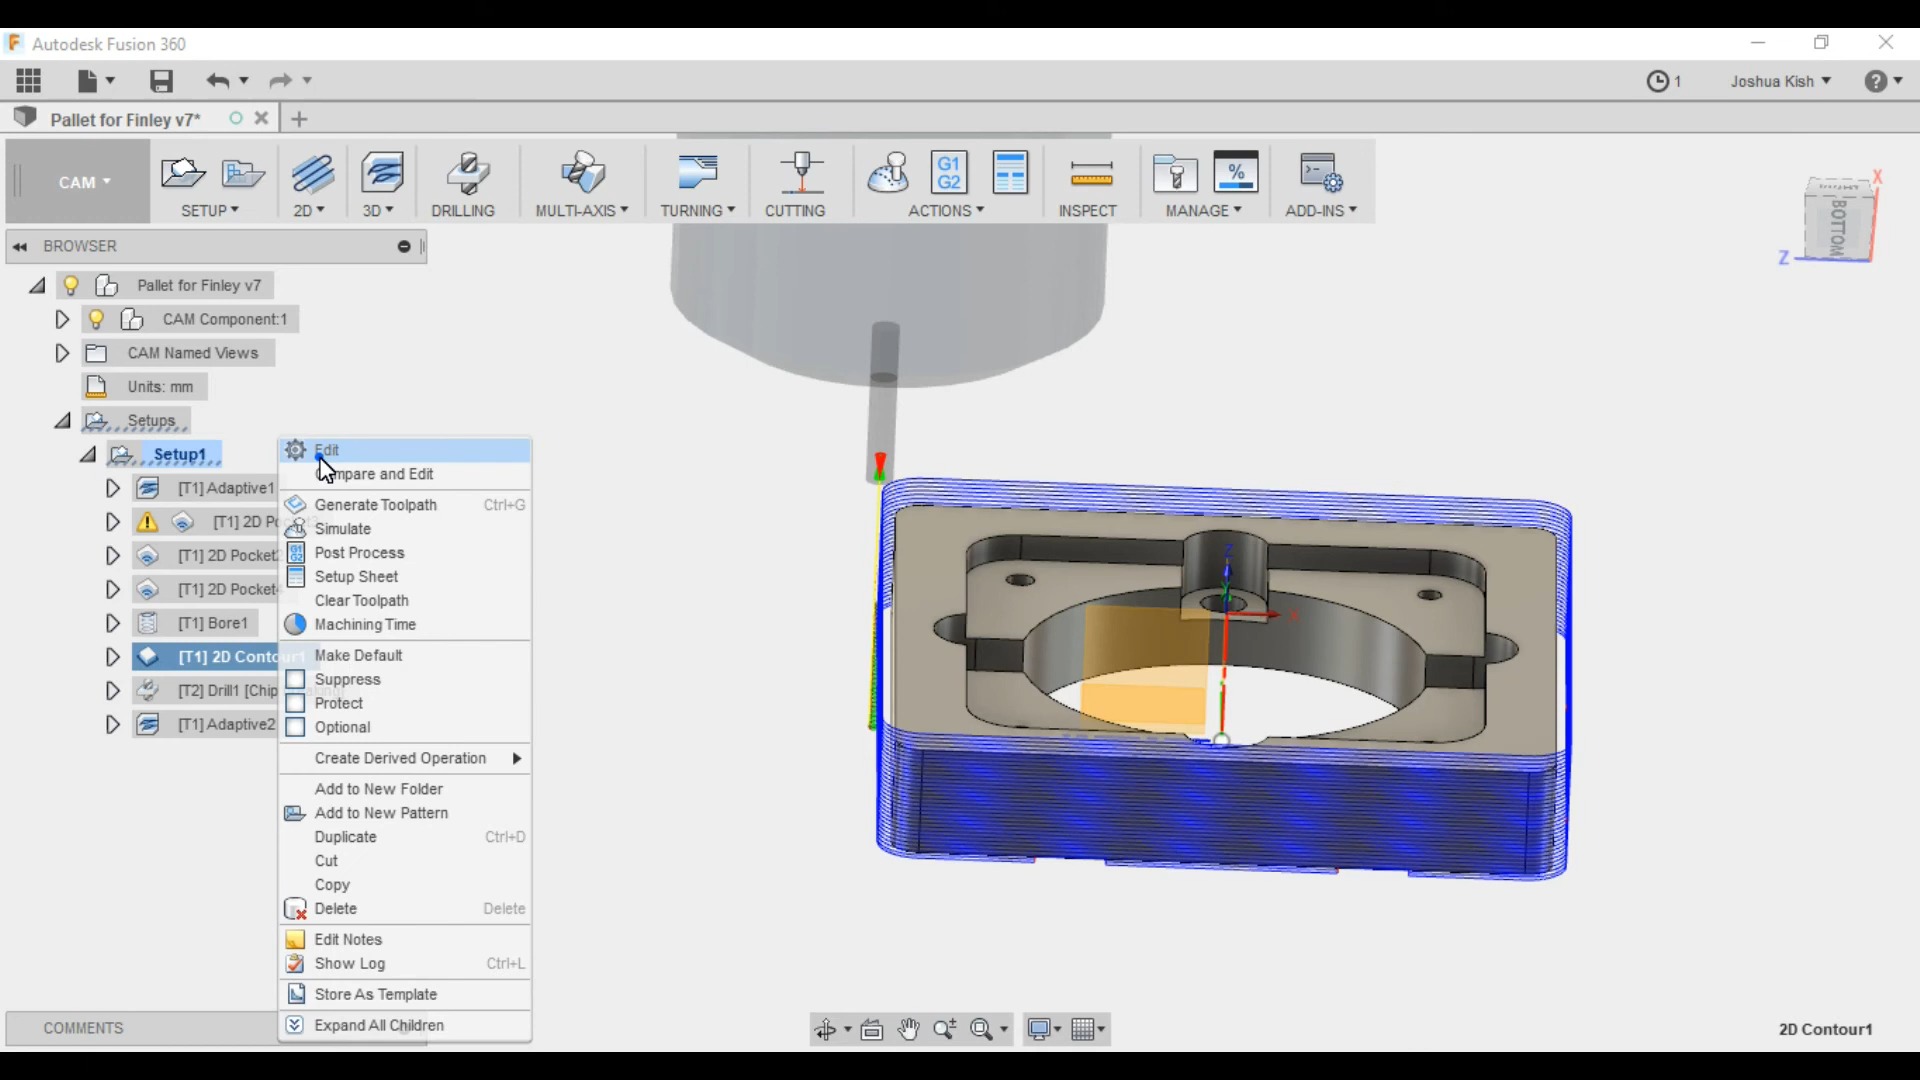 Autodesk Fusion 360
1
Joshua Kish
?
Pallet for Finley v7*
CAM
G1
G2
%
SETUP
2D
3D
DRILLING
MULTI-AXIS
TURNING
CUTTING
ACTIONS
INSPECT
MANAGE
ADD-INS
X
BOTTOM
Z
BROWSER
Pallet for Finley v7
CAM Component:1
CAM Named Views
Units: mm
Setups
Setup1
[T1] Adaptive1
[T1] 2D Pocket
[T1] 2D Pocket
[T1] 2D Pocket
[T1] Bore1
[T1] 2D Contour1
[T2] Drill1 [Chip
[T1] Adaptive2
Edit
Compare and Edit
Generate Toolpath Ctrl+G
Simulate
Post Process
Setup Sheet
Clear Toolpath
Machining Time
Make Default
Suppress
Protect
Optional
Create Derived Operation
Add to New Folder
Add to New Pattern
Duplicate Ctrl+D
Cut
Copy
Delete Delete
Edit Notes
Show Log Ctrl+L
Store As Template
Expand All Children
Z
X
COMMENTS
2D Contour1